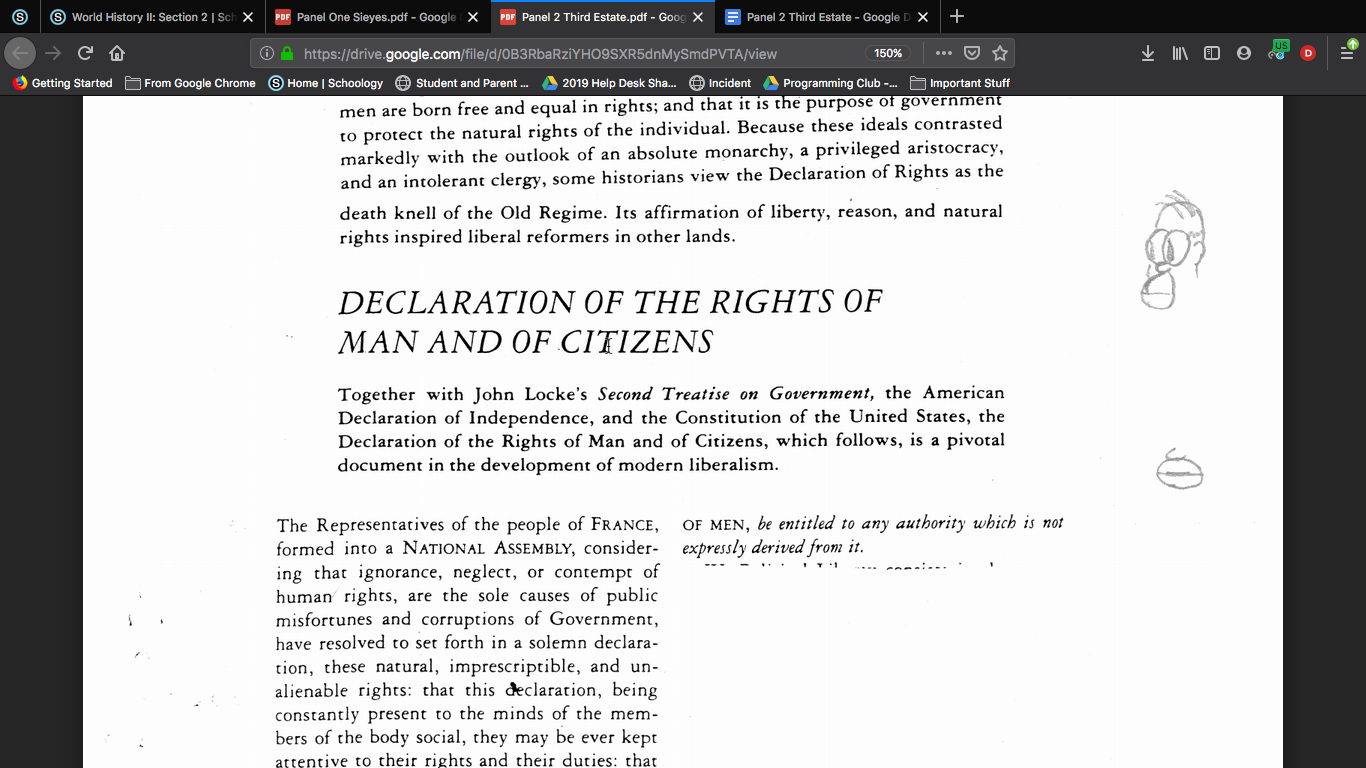 World History II: Section 2 | Sch
Panel One Sieyes.pdf - Google
Panel 2 Third Estate.pdf - Goog
Panel 2 Third Estate - Google D
https://drive.google.com/file/d/0B3RbaRziYHO9SXR5dnMySmdPVTA/view
150%
US
D
Getting Started
From Google Chrome
Home | Schoology
Student and Parent ...
2019 Help Desk Sha...
Incident
Programming Club -...
Important Stuff
men are born free and equal in rights; and that it is the purpose of government
to protect the natural rights of the individual. Because these ideals contrasted
markedly with the outlook of an absolute monarchy, a privileged aristocracy,
and an intolerant clergy, some historians view the Declaration of Rights as the
death knell of the Old Regime. Its affirmation of liberty, reason, and natural
rights inspired liberal reformers in other lands.
DECLARATION OF THE RIGHTS OF
MAN AND OF CITIZENS
Together with John Locke's Second Treatise on Government, the American
Declaration of Independence, and the Constitution of the United States, the
Declaration of the Rights of Man and of Citizens, which follows, is a pivotal
document in the development of modern liberalism.
The Representatives of the people of FRANCE,
formed into a NATIONAL ASSEMBLY, consider-
ing that ignorance, neglect, or contempt of
human rights, are the sole causes of public
misfortunes and corruptions of Government,
have resolved to set forth in a solemn declara-
tion, these natural, imprescriptible, and un-
alienable rights: that this declaration, being
constantly present to the minds of the mem-
bers of the body social, they may be ever kept
attentive to their rights and their duties: that
OF MEN, be entitled to any authority which is not
expressly derived from it.